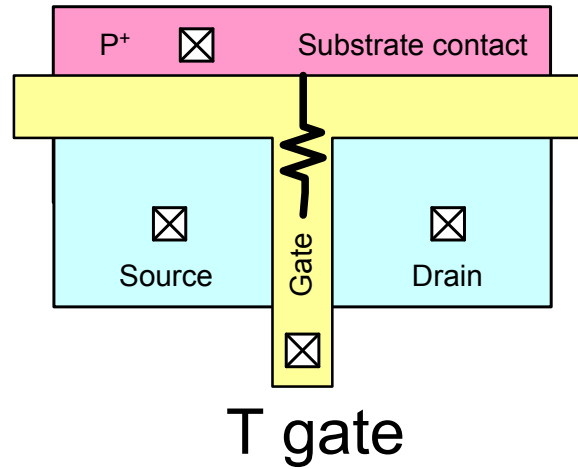 P⁺ Substrate contact
Gate
Source
Drain
T gate